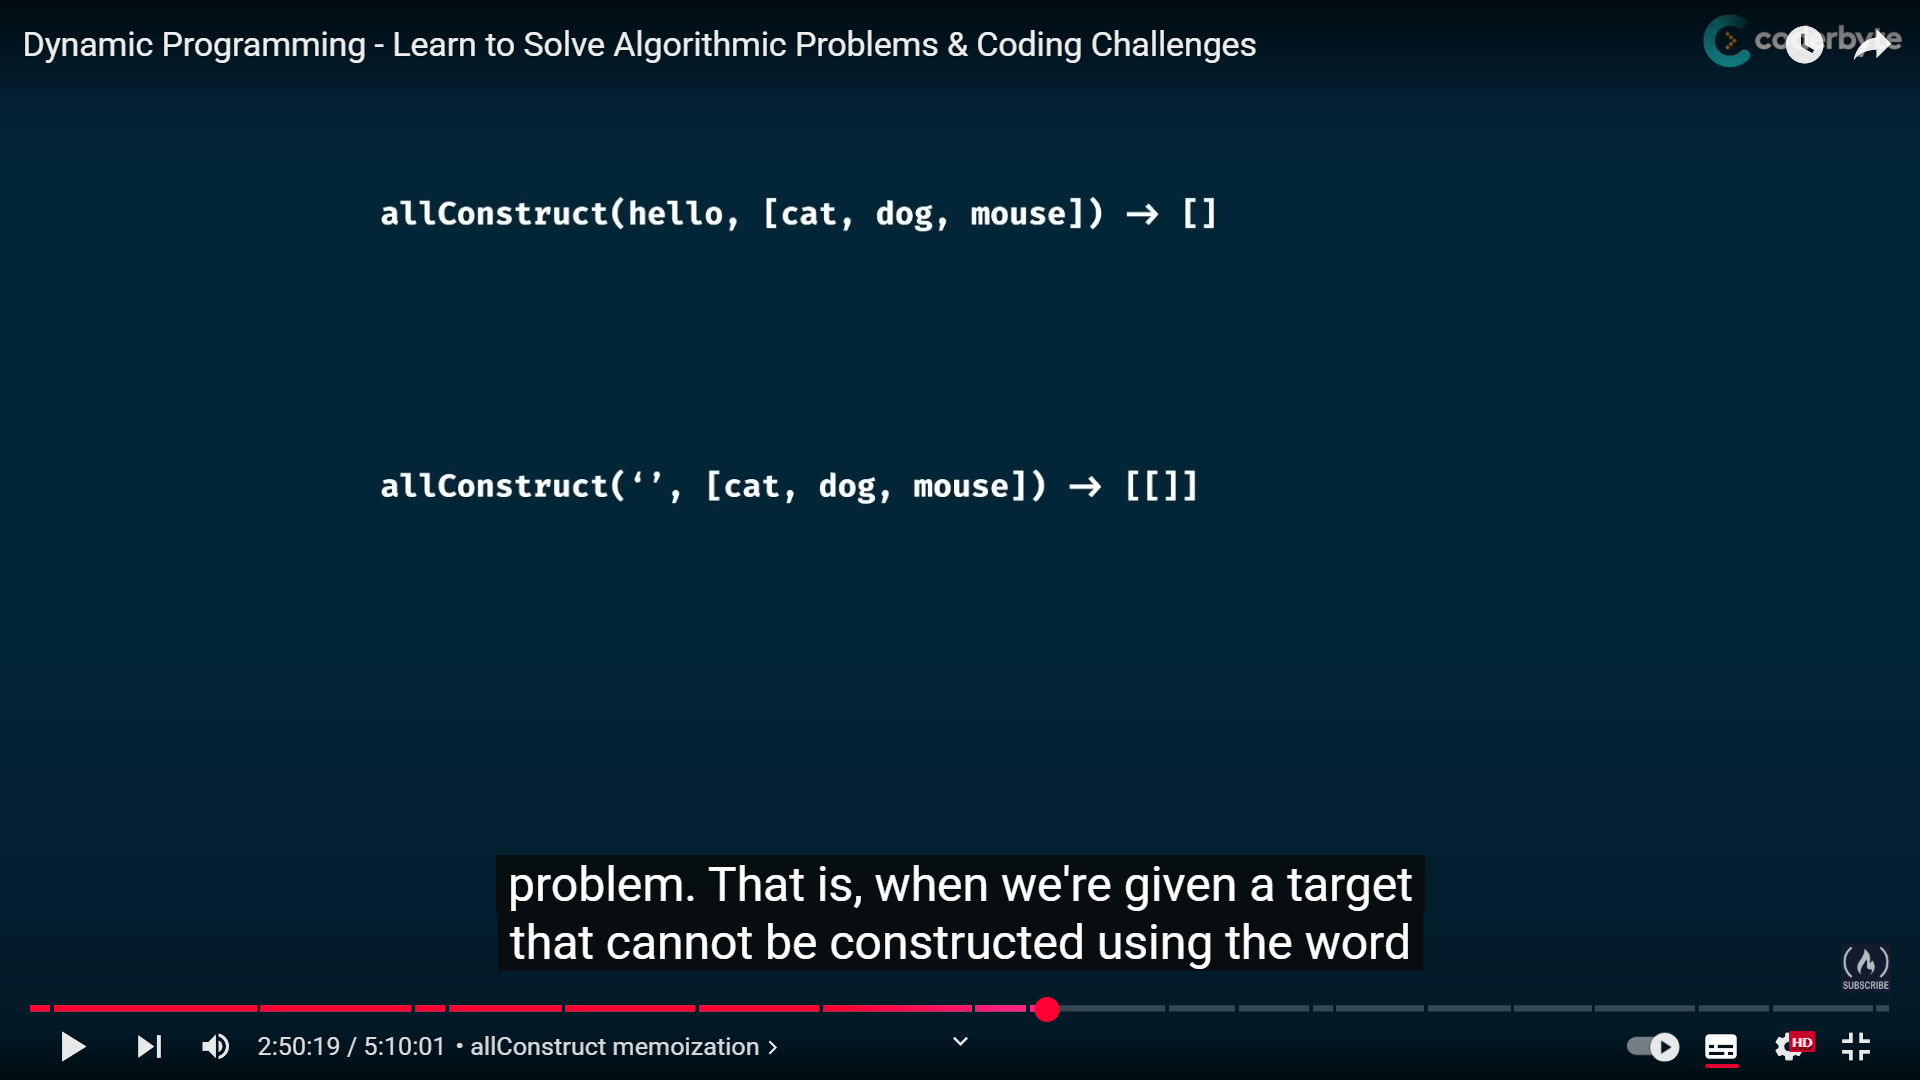 Dynamic Programming - Learn to Solve Algorithmic Problems & Coding Challenges
allConstruct(hello, [cat, dog, mouse]) → []
allConstruct(‘’, [cat, dog, mouse]) → [[]]
problem. That is, when we're given a target
that cannot be constructed using the word
SUBSCRIBE
2:50:19 / 5:10:01 • allConstruct memoization >
HD